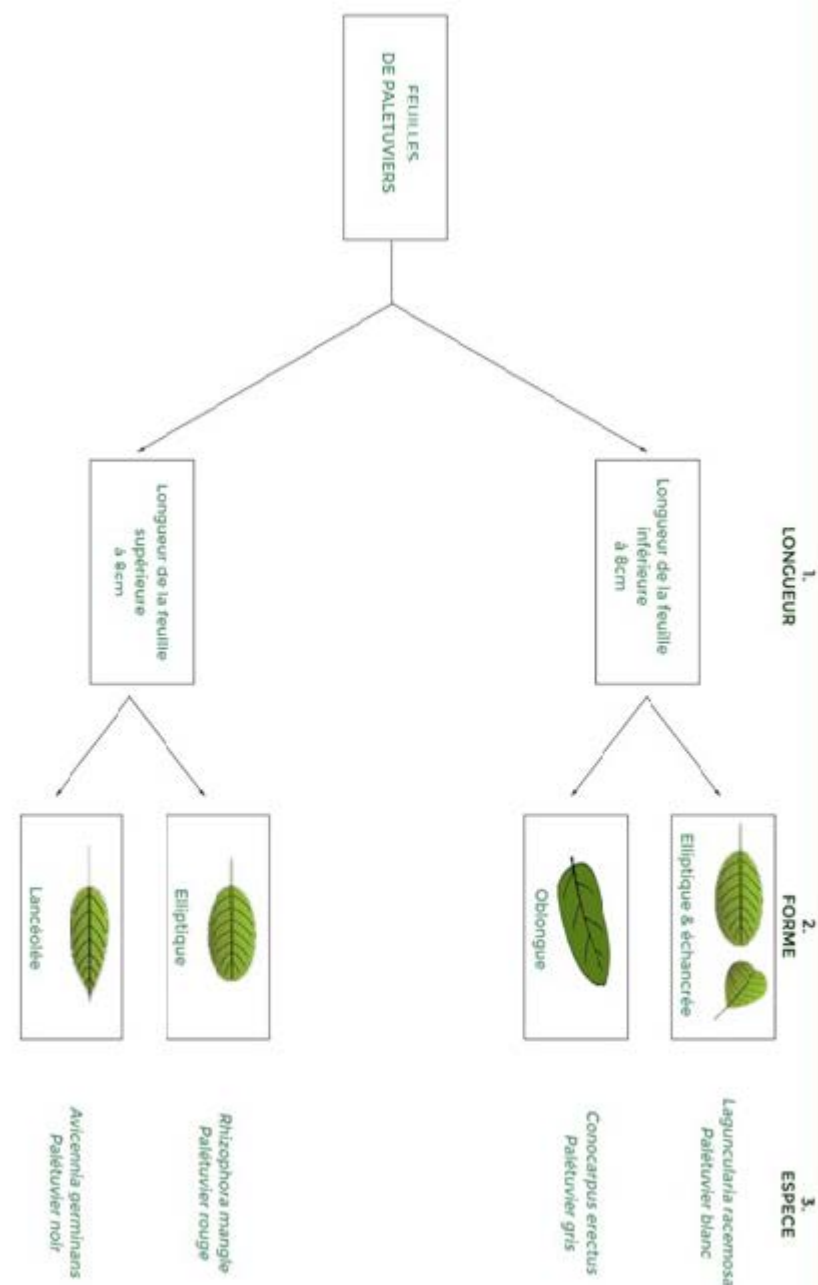 FEUILLES
DE PALETUVIERS
1.
LONGUEUR
Longueur de la feuille
inférieure
à 8cm
Longueur de la feuille
supérieure
à 8cm
2.
FORME
Elliptique & échancrée
Oblongue
Elliptique
Lancéolée
3.
ESPECE
Laguncularia racemosa
Palétuvier blanc
Conocarpus erectus
Palétuvier gris
Rhizophora mangle
Palétuvier rouge
Avicennia germinans
Palétuvier noir